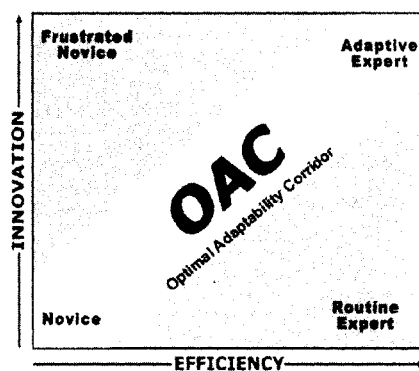 Frustrated
Novice
Adaptive
Expert
OAC
Optimal Adaptability Corridor
INNOVATION
Novice
Routine
Expert
EFFICIENCY